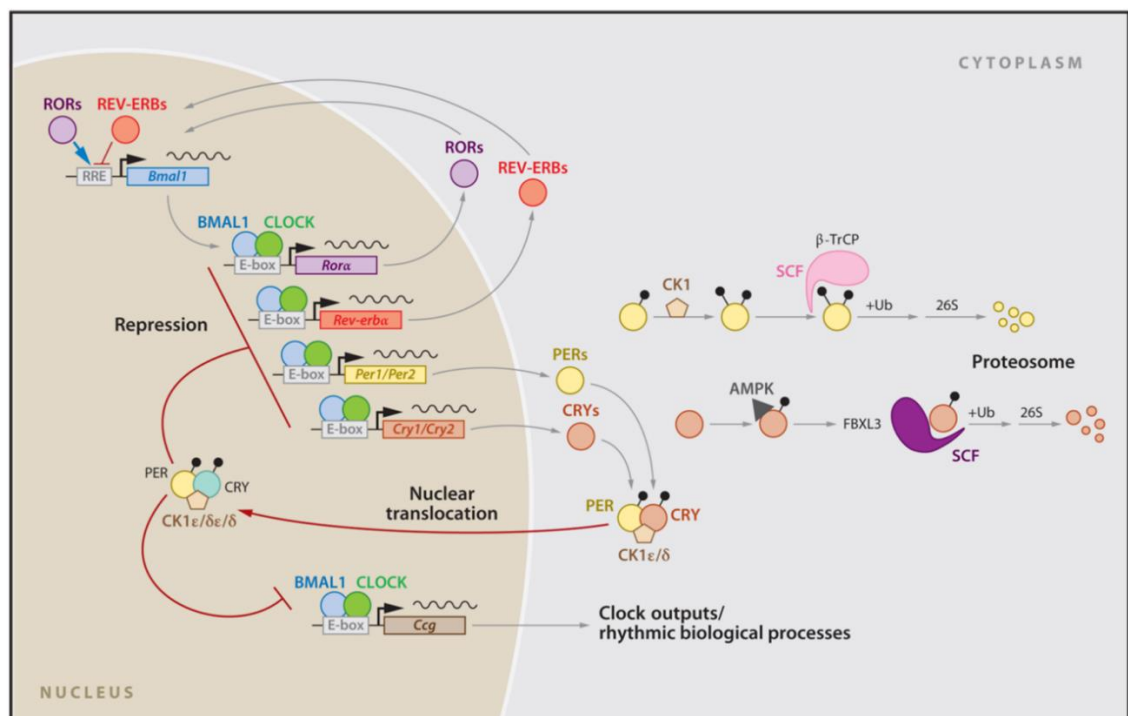 CYTOPLASM
RORs REV-ERBs
RRE Bmal1
RORs
REV-ERBs
BMAL1 CLOCK
E-box Rorα
E-box Rev-erbα
Repression
E-box Per1/Per2
E-box Cry1/Cry2
PERs
CRYs
β-TrCP
SCF
CK1
+Ub 26S
Proteosome
AMPK
FBXL3
+Ub 26S
SCF
PER
CRY
CK1ε/δε/δ
Nuclear
translocation
PER
CRY
CK1ε/δ
BMAL1 CLOCK
E-box Ccg
Clock outputs/
rhythmic biological processes
NUCLEUS